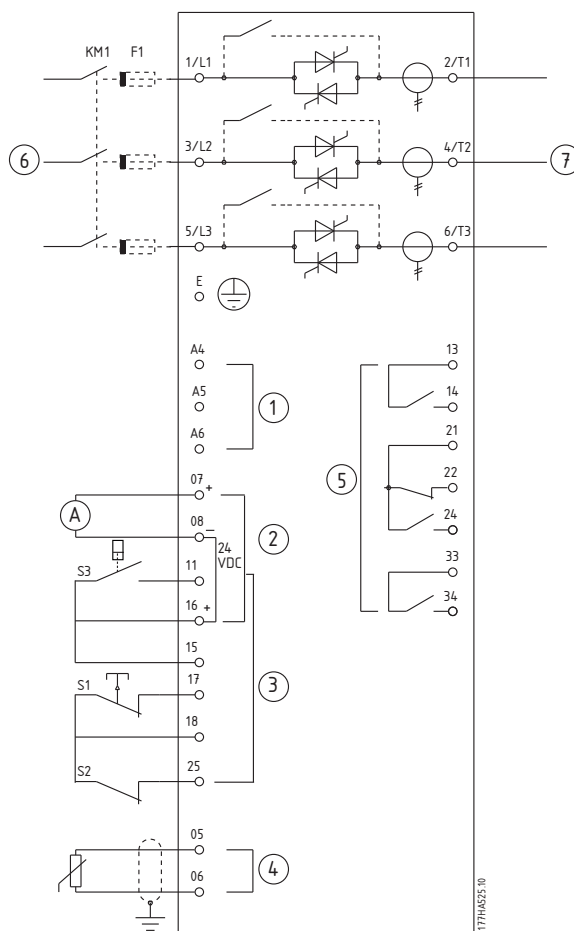 KM1 F1 1/L1 2/T1
6 3/L2 4/T2 7
5/L3 6/T3
E
A4 13
A5 1 14
A6 21
07 + 5 22
A 08 – 2 24
24 VDC
S3 11 33
16 + 34
15
S1 17 3
18
S2 25
05
4
06
177HA525.10